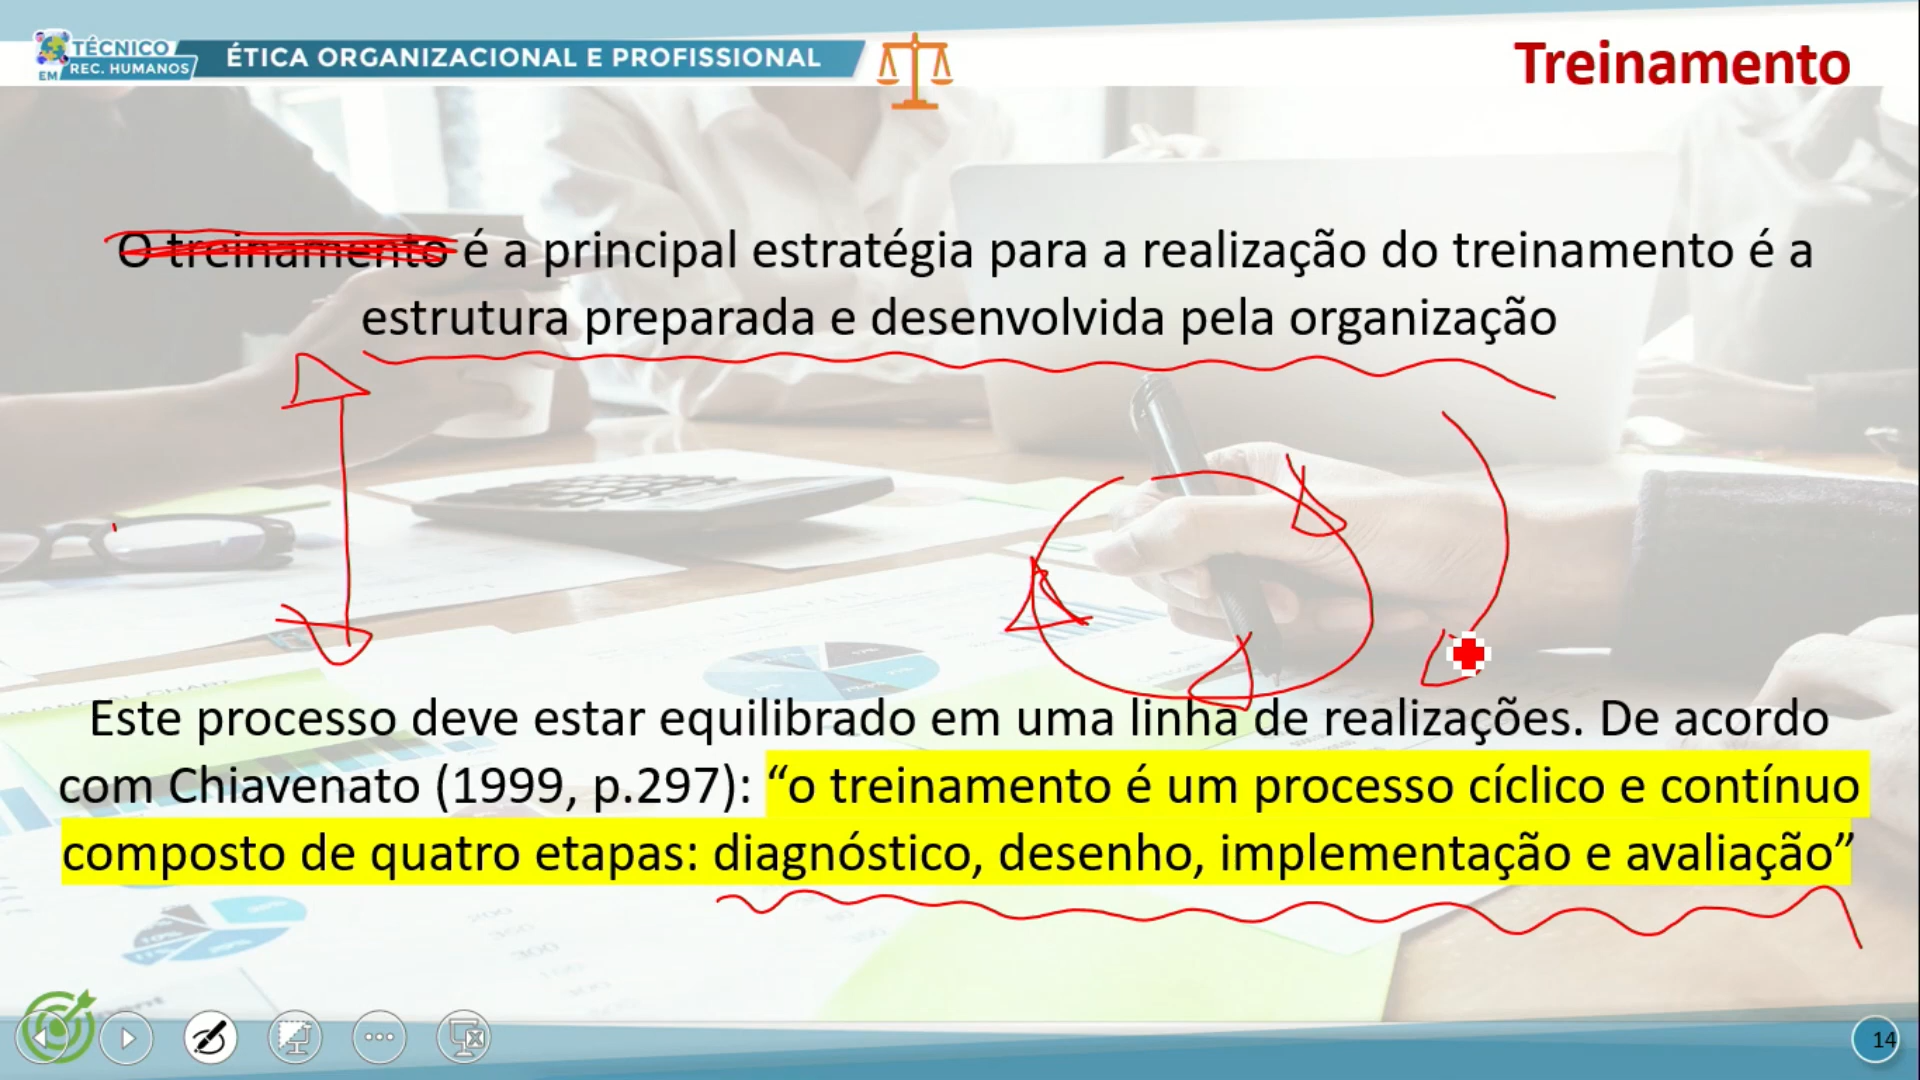 TÉCNICO
EM REC. HUMANOS
ÉTICA ORGANIZACIONAL E PROFISSIONAL
Treinamento
O treinamento é a principal estratégia para a realização do treinamento é a
estrutura preparada e desenvolvida pela organização
Este processo deve estar equilibrado em uma linha de realizações. De acordo
com Chiavenato (1999, p.297): “o treinamento é um processo cíclico e contínuo
composto de quatro etapas: diagnóstico, desenho, implementação e avaliação”
14